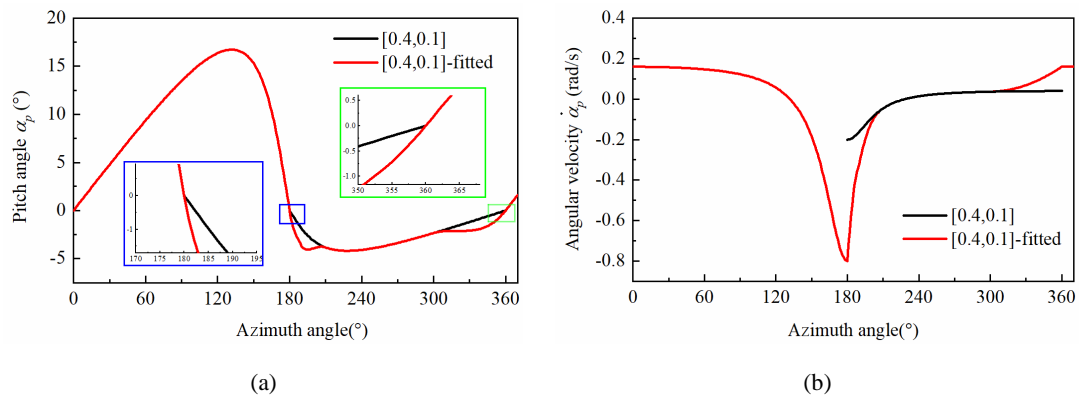 20
15
10
5
0
-5
0 60 120 180 240 300 360
Pitch angle αₚ (°)
Azimuth angle(°)
[0.4,0.1]
[0.4,0.1]-fitted
0.5
0.0
-0.5
-1.0
350 355 360 365
0
-1
170 175 180 185 190 195
(a)
0.4
0.2
0.0
-0.2
-0.4
-0.6
-0.8
0 60 120 180 240 300 360
Angular velocity α̇ₚ (rad/s)
Azimuth angle(°)
[0.4,0.1]
[0.4,0.1]-fitted
(b)